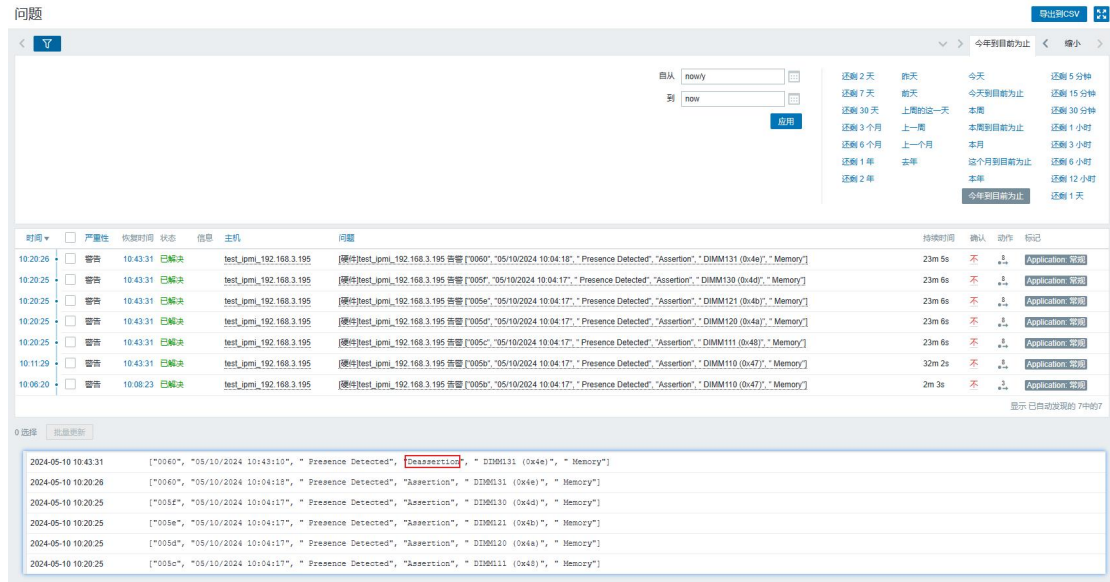 问题 导出到CSV
今年到目前为止 缩小
自从 now/y
到 now
应用
还剩 2 天 昨天 今天 还剩 5 分钟
还剩 7 天 前天 今天到目前为止 还剩 15 分钟
还剩 30 天 上周的这一天 本周 还剩 30 分钟
还剩 3 个月 上一周 本周到目前为止 还剩 1 小时
还剩 6 个月 上一个月 本月 还剩 3 小时
还剩 1 年 去年 这个月到目前为止 还剩 6 小时
还剩 2 年 本年 还剩 12 小时
今年到目前为止 还剩 1 天
时间 严重性 恢复时间 状态 信息 主机 问题 持续时间 确认 动作 标记
10:20:26 警告 10:43:31 已解决 test_ipmi_192.168.3.195 [硬件]test_ipmi_192.168.3.195 告警 ["0060", "05/10/2024 10:04:18", " Presence Detected", "Assertion", " DIMM131 (0x4e)", " Memory"] 23m 5s 不 8 Application: 常规
10:20:25 警告 10:43:31 已解决 test_ipmi_192.168.3.195 [硬件]test_ipmi_192.168.3.195 告警 ["005f", "05/10/2024 10:04:17", " Presence Detected", "Assertion", " DIMM130 (0x4d)", " Memory"] 23m 6s 不 8 Application: 常规
10:20:25 警告 10:43:31 已解决 test_ipmi_192.168.3.195 [硬件]test_ipmi_192.168.3.195 告警 ["005e", "05/10/2024 10:04:17", " Presence Detected", "Assertion", " DIMM121 (0x4b)", " Memory"] 23m 6s 不 8 Application: 常规
10:20:25 警告 10:43:31 已解决 test_ipmi_192.168.3.195 [硬件]test_ipmi_192.168.3.195 告警 ["005d", "05/10/2024 10:04:17", " Presence Detected", "Assertion", " DIMM120 (0x4a)", " Memory"] 23m 6s 不 8 Application: 常规
10:20:25 警告 10:43:31 已解决 test_ipmi_192.168.3.195 [硬件]test_ipmi_192.168.3.195 告警 ["005c", "05/10/2024 10:04:17", " Presence Detected", "Assertion", " DIMM111 (0x48)", " Memory"] 23m 6s 不 8 Application: 常规
10:11:29 警告 10:43:31 已解决 test_ipmi_192.168.3.195 [硬件]test_ipmi_192.168.3.195 告警 ["005b", "05/10/2024 10:04:17", " Presence Detected", "Assertion", " DIMM110 (0x47)", " Memory"] 32m 2s 不 8 Application: 常规
10:06:20 警告 10:08:23 已解决 test_ipmi_192.168.3.195 [硬件]test_ipmi_192.168.3.195 告警 ["005b", "05/10/2024 10:04:17", " Presence Detected", "Assertion", " DIMM110 (0x47)", " Memory"] 2m 3s 不 3 Application: 常规
显示 已自动发现的 7中的7
0 选择 批量更新
2024-05-10 10:43:31 ["0060", "05/10/2024 10:43:10", " Presence Detected", "Deassertion", " DIMM131 (0x4e)", " Memory"]
2024-05-10 10:20:26 ["0060", "05/10/2024 10:04:18", " Presence Detected", "Assertion", " DIMM131 (0x4e)", " Memory"]
2024-05-10 10:20:25 ["005f", "05/10/2024 10:04:17", " Presence Detected", "Assertion", " DIMM130 (0x4d)", " Memory"]
2024-05-10 10:20:25 ["005e", "05/10/2024 10:04:17", " Presence Detected", "Assertion", " DIMM121 (0x4b)", " Memory"]
2024-05-10 10:20:25 ["005d", "05/10/2024 10:04:17", " Presence Detected", "Assertion", " DIMM120 (0x4a)", " Memory"]
2024-05-10 10:20:25 ["005c", "05/10/2024 10:04:17", " Presence Detected", "Assertion", " DIMM111 (0x48)", " Memory"]